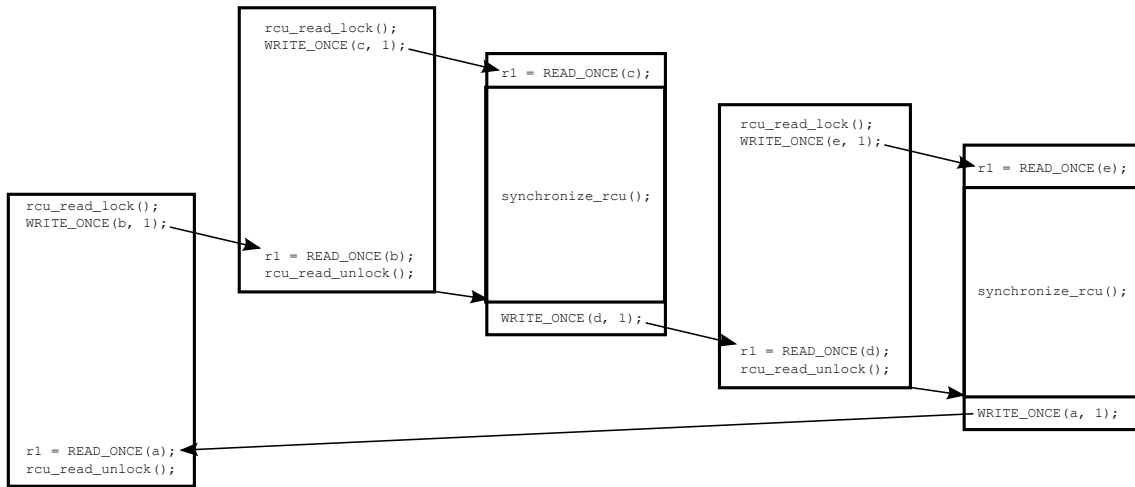 rcu_read_lock();
WRITE_ONCE(b, 1);
r1 = READ_ONCE(a);
rcu_read_unlock();
rcu_read_lock();
WRITE_ONCE(c, 1);
r1 = READ_ONCE(b);
rcu_read_unlock();
r1 = READ_ONCE(c);
synchronize_rcu();
WRITE_ONCE(d, 1);
rcu_read_lock();
WRITE_ONCE(e, 1);
r1 = READ_ONCE(d);
rcu_read_unlock();
r1 = READ_ONCE(e);
synchronize_rcu();
WRITE_ONCE(a, 1);